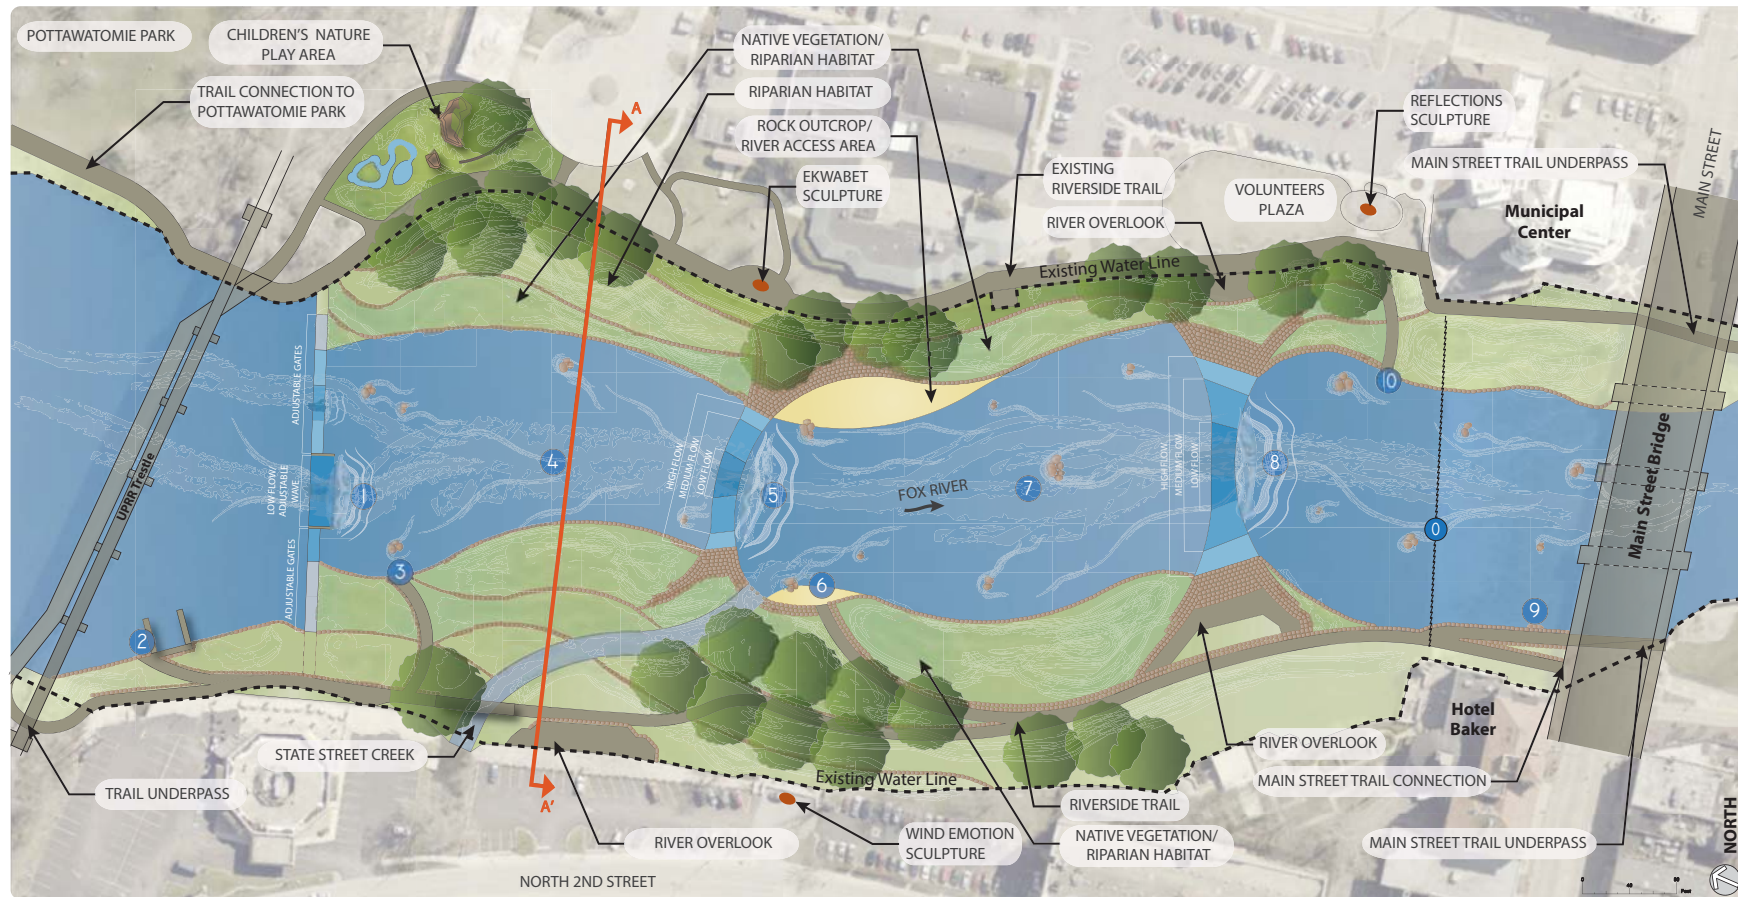 POTTAWATOMIE PARK
CHILDREN'S NATURE
PLAY AREA
TRAIL CONNECTION TO
POTTAWATOMIE PARK
NATIVE VEGETATION/
RIPARIAN HABITAT
RIPARIAN HABITAT
ROCK OUTCROP/
RIVER ACCESS AREA
EKWABET
SCULPTURE
EXISTING
RIVERSIDE TRAIL
RIVER OVERLOOK
VOLUNTEERS
PLAZA
REFLECTIONS
SCULPTURE
MAIN STREET TRAIL UNDERPASS
MAIN STREET
Municipal
Center
A
Existing Water Line
ADJUSTABLE GATES
LOW FLOW/
ADJUSTABLE
WAVE
ADJUSTABLE GATES
UPRR Trestle
HIGH FLOW
MEDIUM FLOW
LOW FLOW
FOX RIVER
HIGH FLOW
MEDIUM FLOW
LOW FLOW
Main Street Bridge
1
2
3
4
5
6
7
8
9
10
0
STATE STREET CREEK
TRAIL UNDERPASS
A'
RIVER OVERLOOK
NORTH 2ND STREET
Existing Water Line
WIND EMOTION
SCULPTURE
RIVERSIDE TRAIL
NATIVE VEGETATION/
RIPARIAN HABITAT
RIVER OVERLOOK
Hotel
Baker
MAIN STREET TRAIL CONNECTION
MAIN STREET TRAIL UNDERPASS
NORTH
0 40 80
Feet